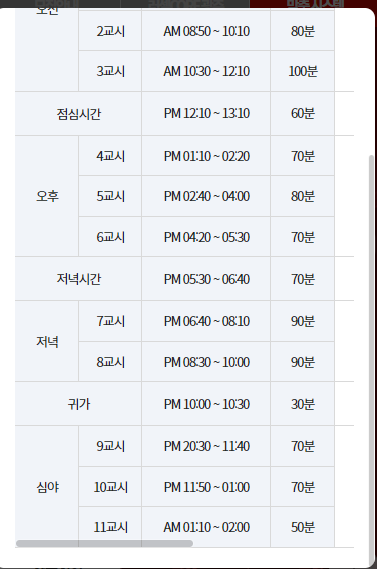 오전
2교시 AM 08:50 ~ 10:10 80분
3교시 AM 10:30 ~ 12:10 100분
점심시간 PM 12:10 ~ 13:10 60분
4교시 PM 01:10 ~ 02:20 70분
오후 5교시 PM 02:40 ~ 04:00 80분
6교시 PM 04:20 ~ 05:30 70분
저녁시간 PM 05:30 ~ 06:40 70분
7교시 PM 06:40 ~ 08:10 90분
저녁
8교시 PM 08:30 ~ 10:00 90분
귀가 PM 10:00 ~ 10:30 30분
9교시 PM 20:30 ~ 11:40 70분
심야 10교시 PM 11:50 ~ 01:00 70분
11교시 AM 01:10 ~ 02:00 50분